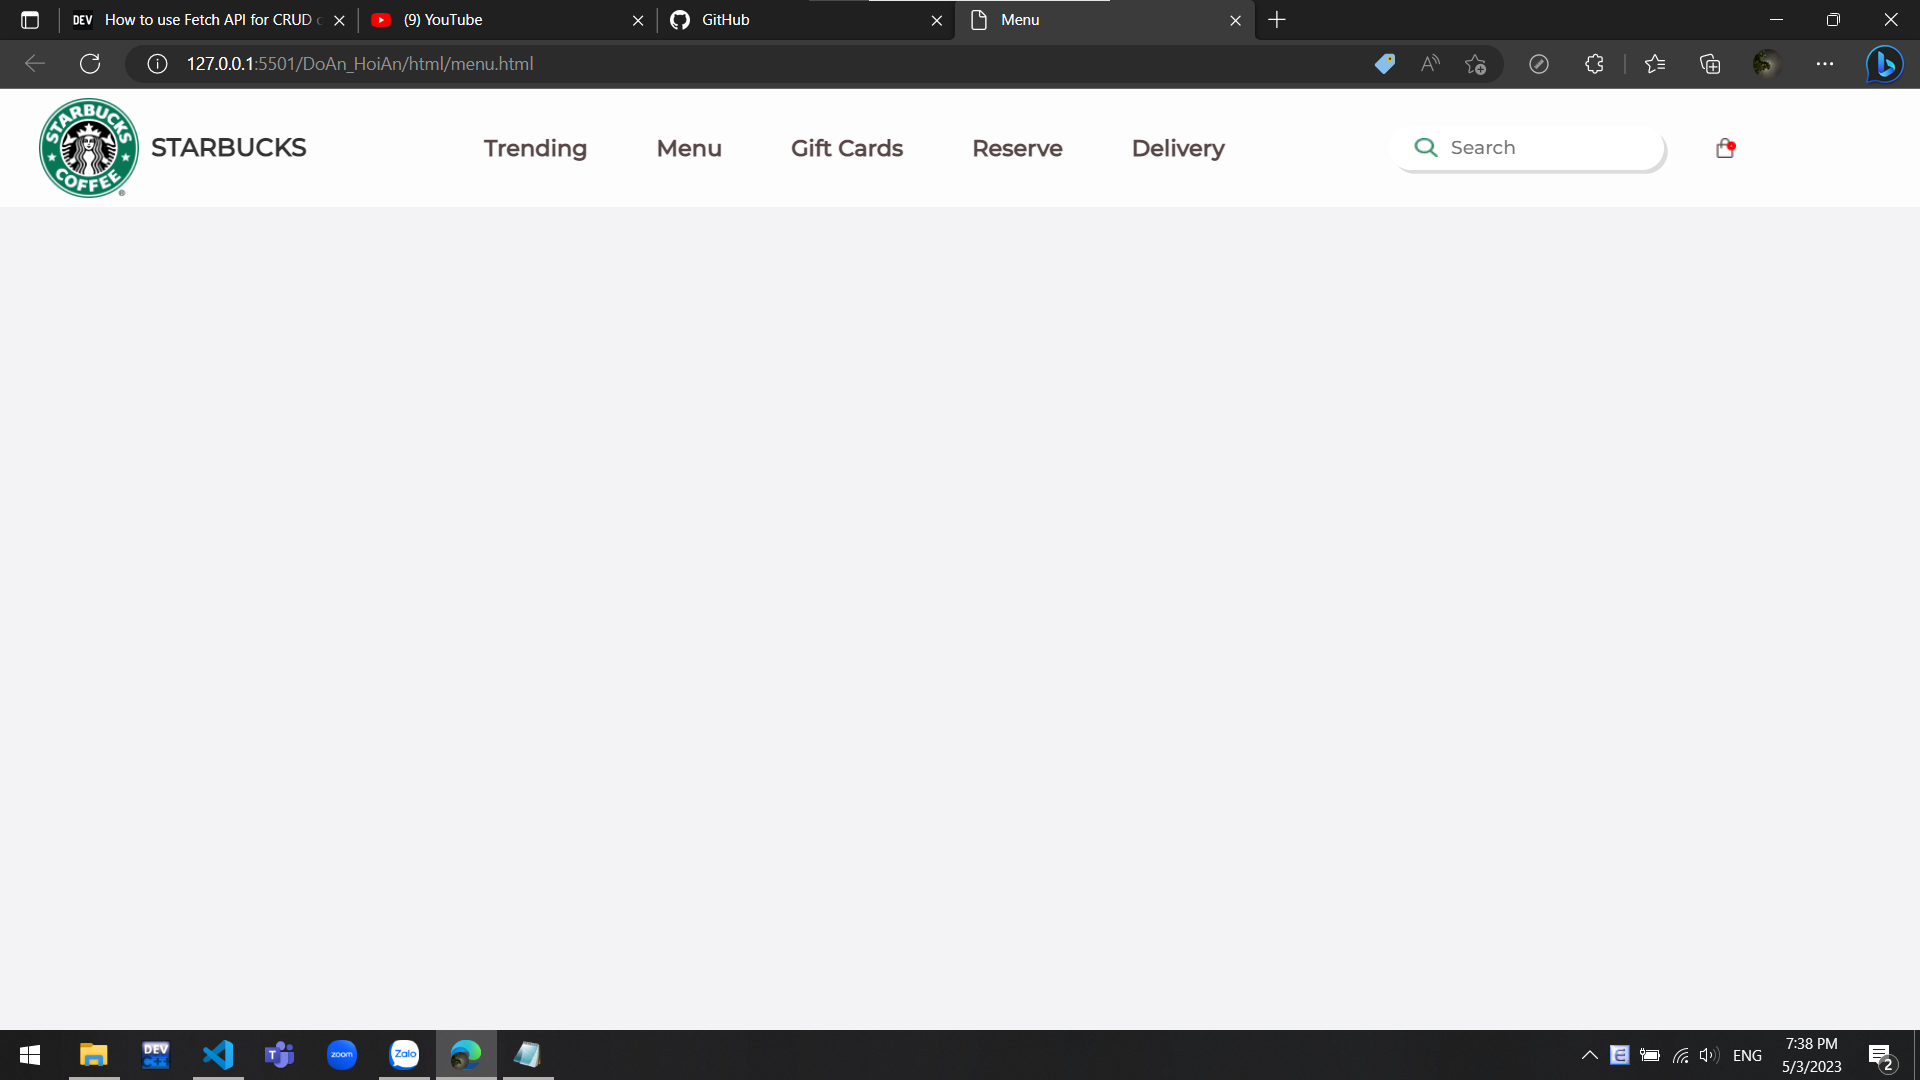 DEV How to use Fetch API for CRUD (9) YouTube GitHub Menu
127.0.0.1:5501/DoAn_HoiAn/html/menu.html
STARBUCKS COFFEE ® STARBUCKS Trending Menu Gift Cards Reserve Delivery Search
DEV C++ T zoom Zalo E ENG 7:38 PM
5/3/2023 2